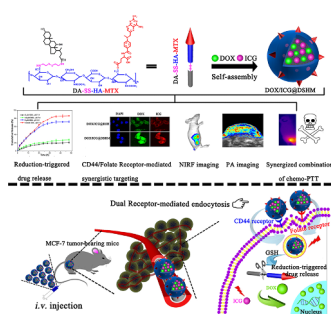 DA-SS-HA-MTX
DA-SS-HA-MTX
DOX
ICG
Self-assembly
DOX/ICG@DSHM
Reduction-triggered
drug release
CD44/Folate Receptor-mediated
synergistic targeting
NIRF imaging
PA imaging
Synergized combination
of chemo-PTT
Dual Receptor-mediated endocytosis
MCF-7 tumor-bearing mice
i.v. injection
CD44 receptor
Folate receptor
GSH
Reduction-triggered
drug release
ICG
DOX
Nucleus